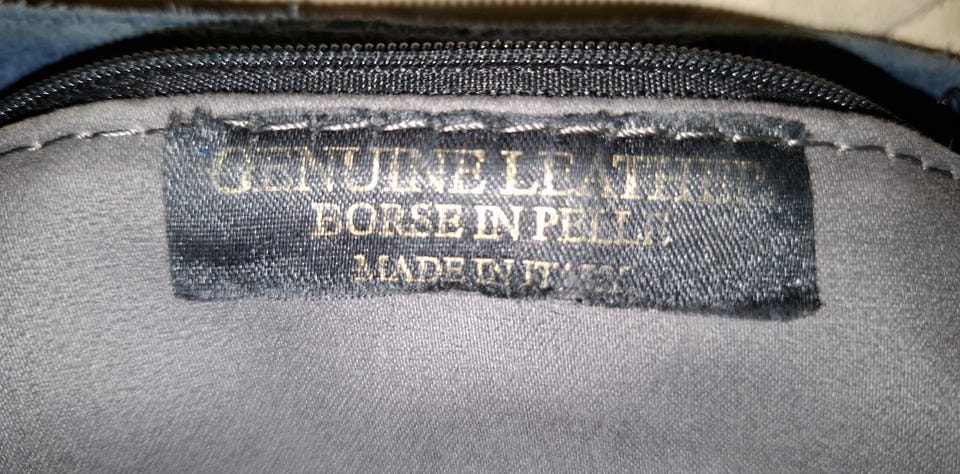 GENUINE LEATHER
BORSE IN PELLE
MADE IN ITALY